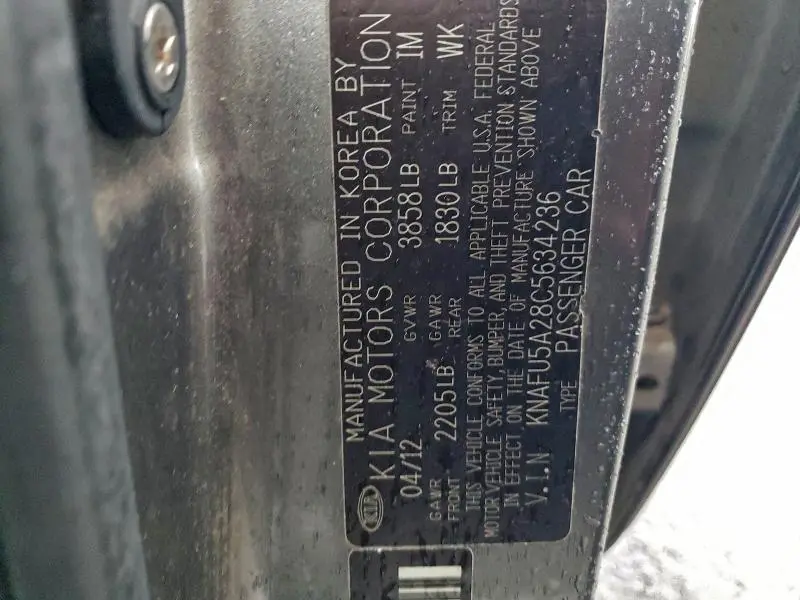 MANUFACTURED IN KOREA BY
KIA KIA MOTORS CORPORATION
04/12 GVWR 3858LB PAINT IM
GAWR FRONT 2205LB GAWR REAR 1830LB TRIM WK
THIS VEHICLE CONFORMS TO ALL APPLICABLE U.S.A. FEDERAL
MOTOR VEHICLE SAFETY, BUMPER, AND THEFT PREVENTION STANDARDS
IN EFFECT ON THE DATE OF MANUFACTURE SHOWN ABOVE
V.I.N KNAFU5A28C5634236
TYPE PASSENGER CAR